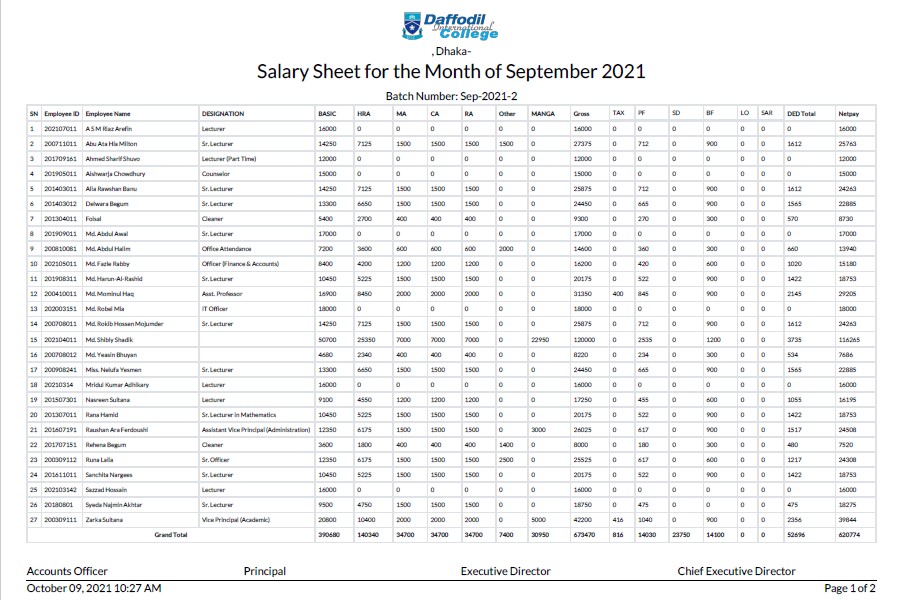 Daffodil
International
College
, Dhaka-
Salary Sheet for the Month of September 2021
Batch Number: Sep-2021-2
SN Employee ID Employee Name DESIGNATION BASIC HRA MA CA RA Other MANGA Gross TAX PF SD BF LO SAR DED Total Netpay
1 202107011 A S M Riaz Arefin Lecturer 16000 0 0 0 0 0 0 16000 0 0 0 0 0 0 0 16000
2 200711011 Abu Ata Hia Milton Sr. Lecturer 14250 7125 1500 1500 1500 1500 0 27375 0 712 0 900 0 0 1612 25763
3 201709161 Ahmed Sharif Shuvo Lecturer (Part Time) 12000 0 0 0 0 0 0 12000 0 0 0 0 0 0 0 12000
4 201905011 Aishwarja Chowdhury Counselor 15000 0 0 0 0 0 0 15000 0 0 0 0 0 0 0 15000
5 201403011 Alia Rawshan Banu Sr. Lecturer 14250 7125 1500 1500 1500 0 0 25875 0 712 0 900 0 0 1612 24263
6 201403012 Delwara Begum Sr. Lecturer 13300 6650 1500 1500 1500 0 0 24450 0 665 0 900 0 0 1565 22885
7 201304011 Foisal Cleaner 5400 2700 400 400 400 0 0 9300 0 270 0 300 0 0 570 8730
8 201909011 Md. Abdul Awal Sr. Lecturer 17000 0 0 0 0 0 0 17000 0 0 0 0 0 0 0 17000
9 200810081 Md. Abdul Halim Office Attendance 7200 3600 600 600 600 2000 0 14600 0 360 0 300 0 0 660 13940
10 202105011 Md. Fazle Rabby Officer (Finance & Accounts) 8400 4200 1200 1200 1200 0 0 16200 0 420 0 600 0 0 1020 15180
11 201908311 Md. Harun-Al-Rashid Sr. Lecturer 10450 5225 1500 1500 1500 0 0 20175 0 522 0 900 0 0 1422 18753
12 200410011 Md. Mominul Haq Asst. Professor 16900 8450 2000 2000 2000 0 0 31350 400 845 0 900 0 0 2145 29205
13 202003151 Md. Robel Mia IT Officer 18000 0 0 0 0 0 0 18000 0 0 0 0 0 0 0 18000
14 200708011 Md. Rokib Hossen Mojumder Sr. Lecturer 14250 7125 1500 1500 1500 0 0 25875 0 712 0 900 0 0 1612 24263
15 202104011 Md. Shibly Shadik 50700 25350 7000 7000 7000 0 22950 120000 0 2535 0 1200 0 0 3735 116265
16 200708012 Md. Yeasin Bhuyan 4680 2340 400 400 400 0 0 8220 0 234 0 300 0 0 534 7686
17 200908241 Miss. Nelufa Yesmen Sr. Lecturer 13300 6650 1500 1500 1500 0 0 24450 0 665 0 900 0 0 1565 22885
18 20210314 Mridul Kumar Adhikary Lecturer 16000 0 0 0 0 0 0 16000 0 0 0 0 0 0 0 16000
19 201507301 Nasreen Sultana Lecturer 9100 4550 1200 1200 1200 0 0 17250 0 455 0 600 0 0 1055 16195
20 201307011 Rana Hamid Sr. Lecturer in Mathematics 10450 5225 1500 1500 1500 0 0 20175 0 522 0 900 0 0 1422 18753
21 201607191 Raushan Ara Ferdoushi Assistant Vice Principal (Administration) 12350 6175 1500 1500 1500 0 3000 26025 0 617 0 900 0 0 1517 24508
22 201707151 Rehena Begum Cleaner 3600 1800 400 400 400 1400 0 8000 0 180 0 300 0 0 480 7520
23 200309112 Runa Laila Sr. Officer 12350 6175 1500 1500 1500 2500 0 25525 0 617 0 600 0 0 1217 24308
24 201611011 Sanchita Nargees Sr. Lecturer 10450 5225 1500 1500 1500 0 0 20175 0 522 0 900 0 0 1422 18753
25 202103142 Sazzad Hossain Lecturer 16000 0 0 0 0 0 0 16000 0 0 0 0 0 0 0 16000
26 20180801 Syeda Najmin Akhtar Sr. Lecturer 9500 4750 1500 1500 1500 0 0 18750 0 475 0 0 0 0 475 18275
27 200309111 Zarka Sultana Vice Principal (Academic) 20800 10400 2000 2000 2000 0 5000 42200 416 1040 0 900 0 0 2356 39844
Grand Total 390680 140340 34700 34700 34700 7400 30950 673470 816 14030 23750 14100 0 0 52696 620774
Accounts Officer Principal Executive Director Chief Executive Director
October 09, 2021 10:27 AM Page 1 of 2